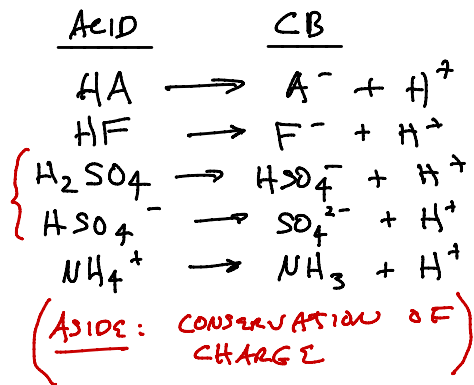 ACID CB
HA → A⁻ + H⁺
HF → F⁻ + H⁺
H₂SO₄ → HSO₄⁻ + H⁺
HSO₄⁻ → SO₄²⁻ + H⁺
NH₄⁺ → NH₃ + H⁺
(ASIDE: CONSERVATION OF
CHARGE)